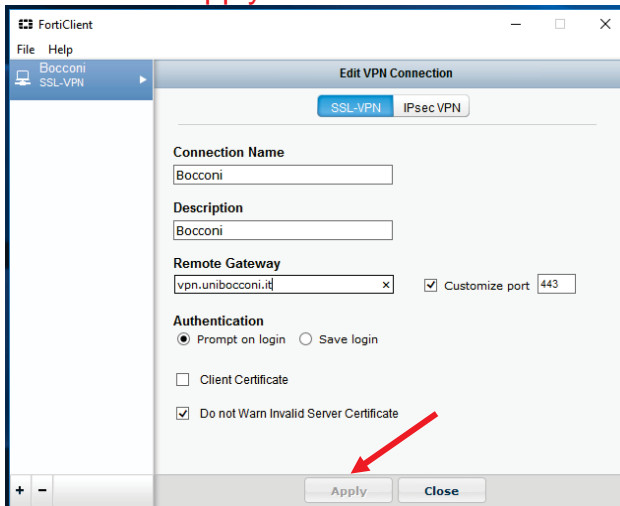 Apply
FortiClient
File Help
Bocconi
SSL-VPN
Edit VPN Connection
SSL-VPN IPsec VPN
Connection Name
Bocconi
Description
Bocconi
Remote Gateway
vpn.unibocconi.it × Customize port 443
Authentication
Prompt on login Save login
Client Certificate
Do not Warn Invalid Server Certificate
+ - Apply Close